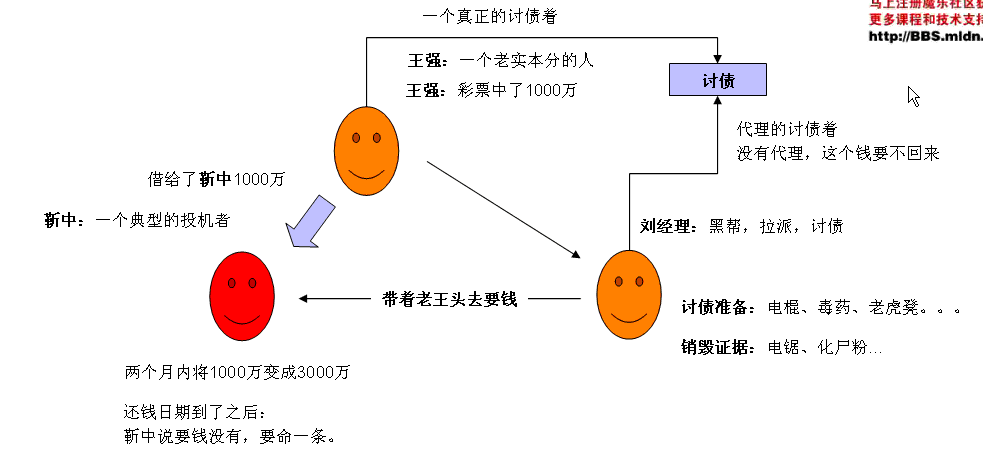 马上注册魔乐社区获
更多课程和技术支持
http://BBS.mldn.
一个真正的讨债者
王强：一个老实本分的人
王强：彩票中了1000万
讨债
代理的讨债者
没有代理，这个钱要不回来
借给了靳中1000万
靳中：一个典型的投机者
刘经理：黑帮，拉派，讨债
带着老王头去要钱
讨债准备：电棍、毒药、老虎凳。。。
销毁证据：电锯、化尸粉...
两个月内将1000万变成3000万
还钱日期到了之后：
靳中说要钱没有，要命一条。